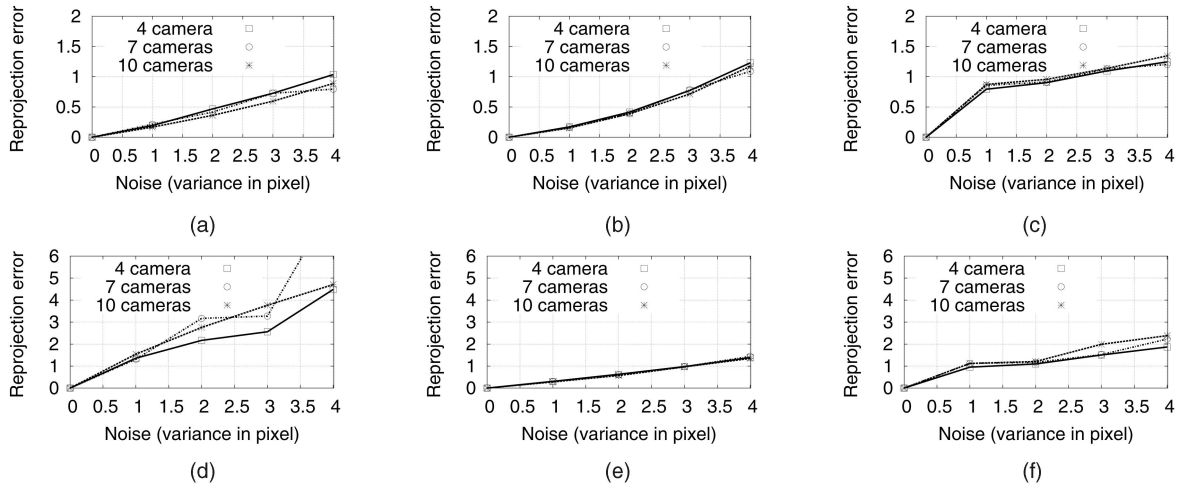 2
1.5
1
0.5
0
Reprojection error
4 camera
7 cameras
10 cameras
0 0.5 1 1.5 2 2.5 3 3.5 4
Noise (variance in pixel)
(a)
2
1.5
1
0.5
0
Reprojection error
4 camera
7 cameras
10 cameras
0 0.5 1 1.5 2 2.5 3 3.5 4
Noise (variance in pixel)
(b)
2
1.5
1
0.5
0
Reprojection error
4 camera
7 cameras
10 cameras
0 0.5 1 1.5 2 2.5 3 3.5 4
Noise (variance in pixel)
(c)
6
5
4
3
2
1
0
Reprojection error
4 camera
7 cameras
10 cameras
0 0.5 1 1.5 2 2.5 3 3.5 4
Noise (variance in pixel)
(d)
6
5
4
3
2
1
0
Reprojection error
4 camera
7 cameras
10 cameras
0 0.5 1 1.5 2 2.5 3 3.5 4
Noise (variance in pixel)
(e)
6
5
4
3
2
1
0
Reprojection error
4 camera
7 cameras
10 cameras
0 0.5 1 1.5 2 2.5 3 3.5 4
Noise (variance in pixel)
(f)